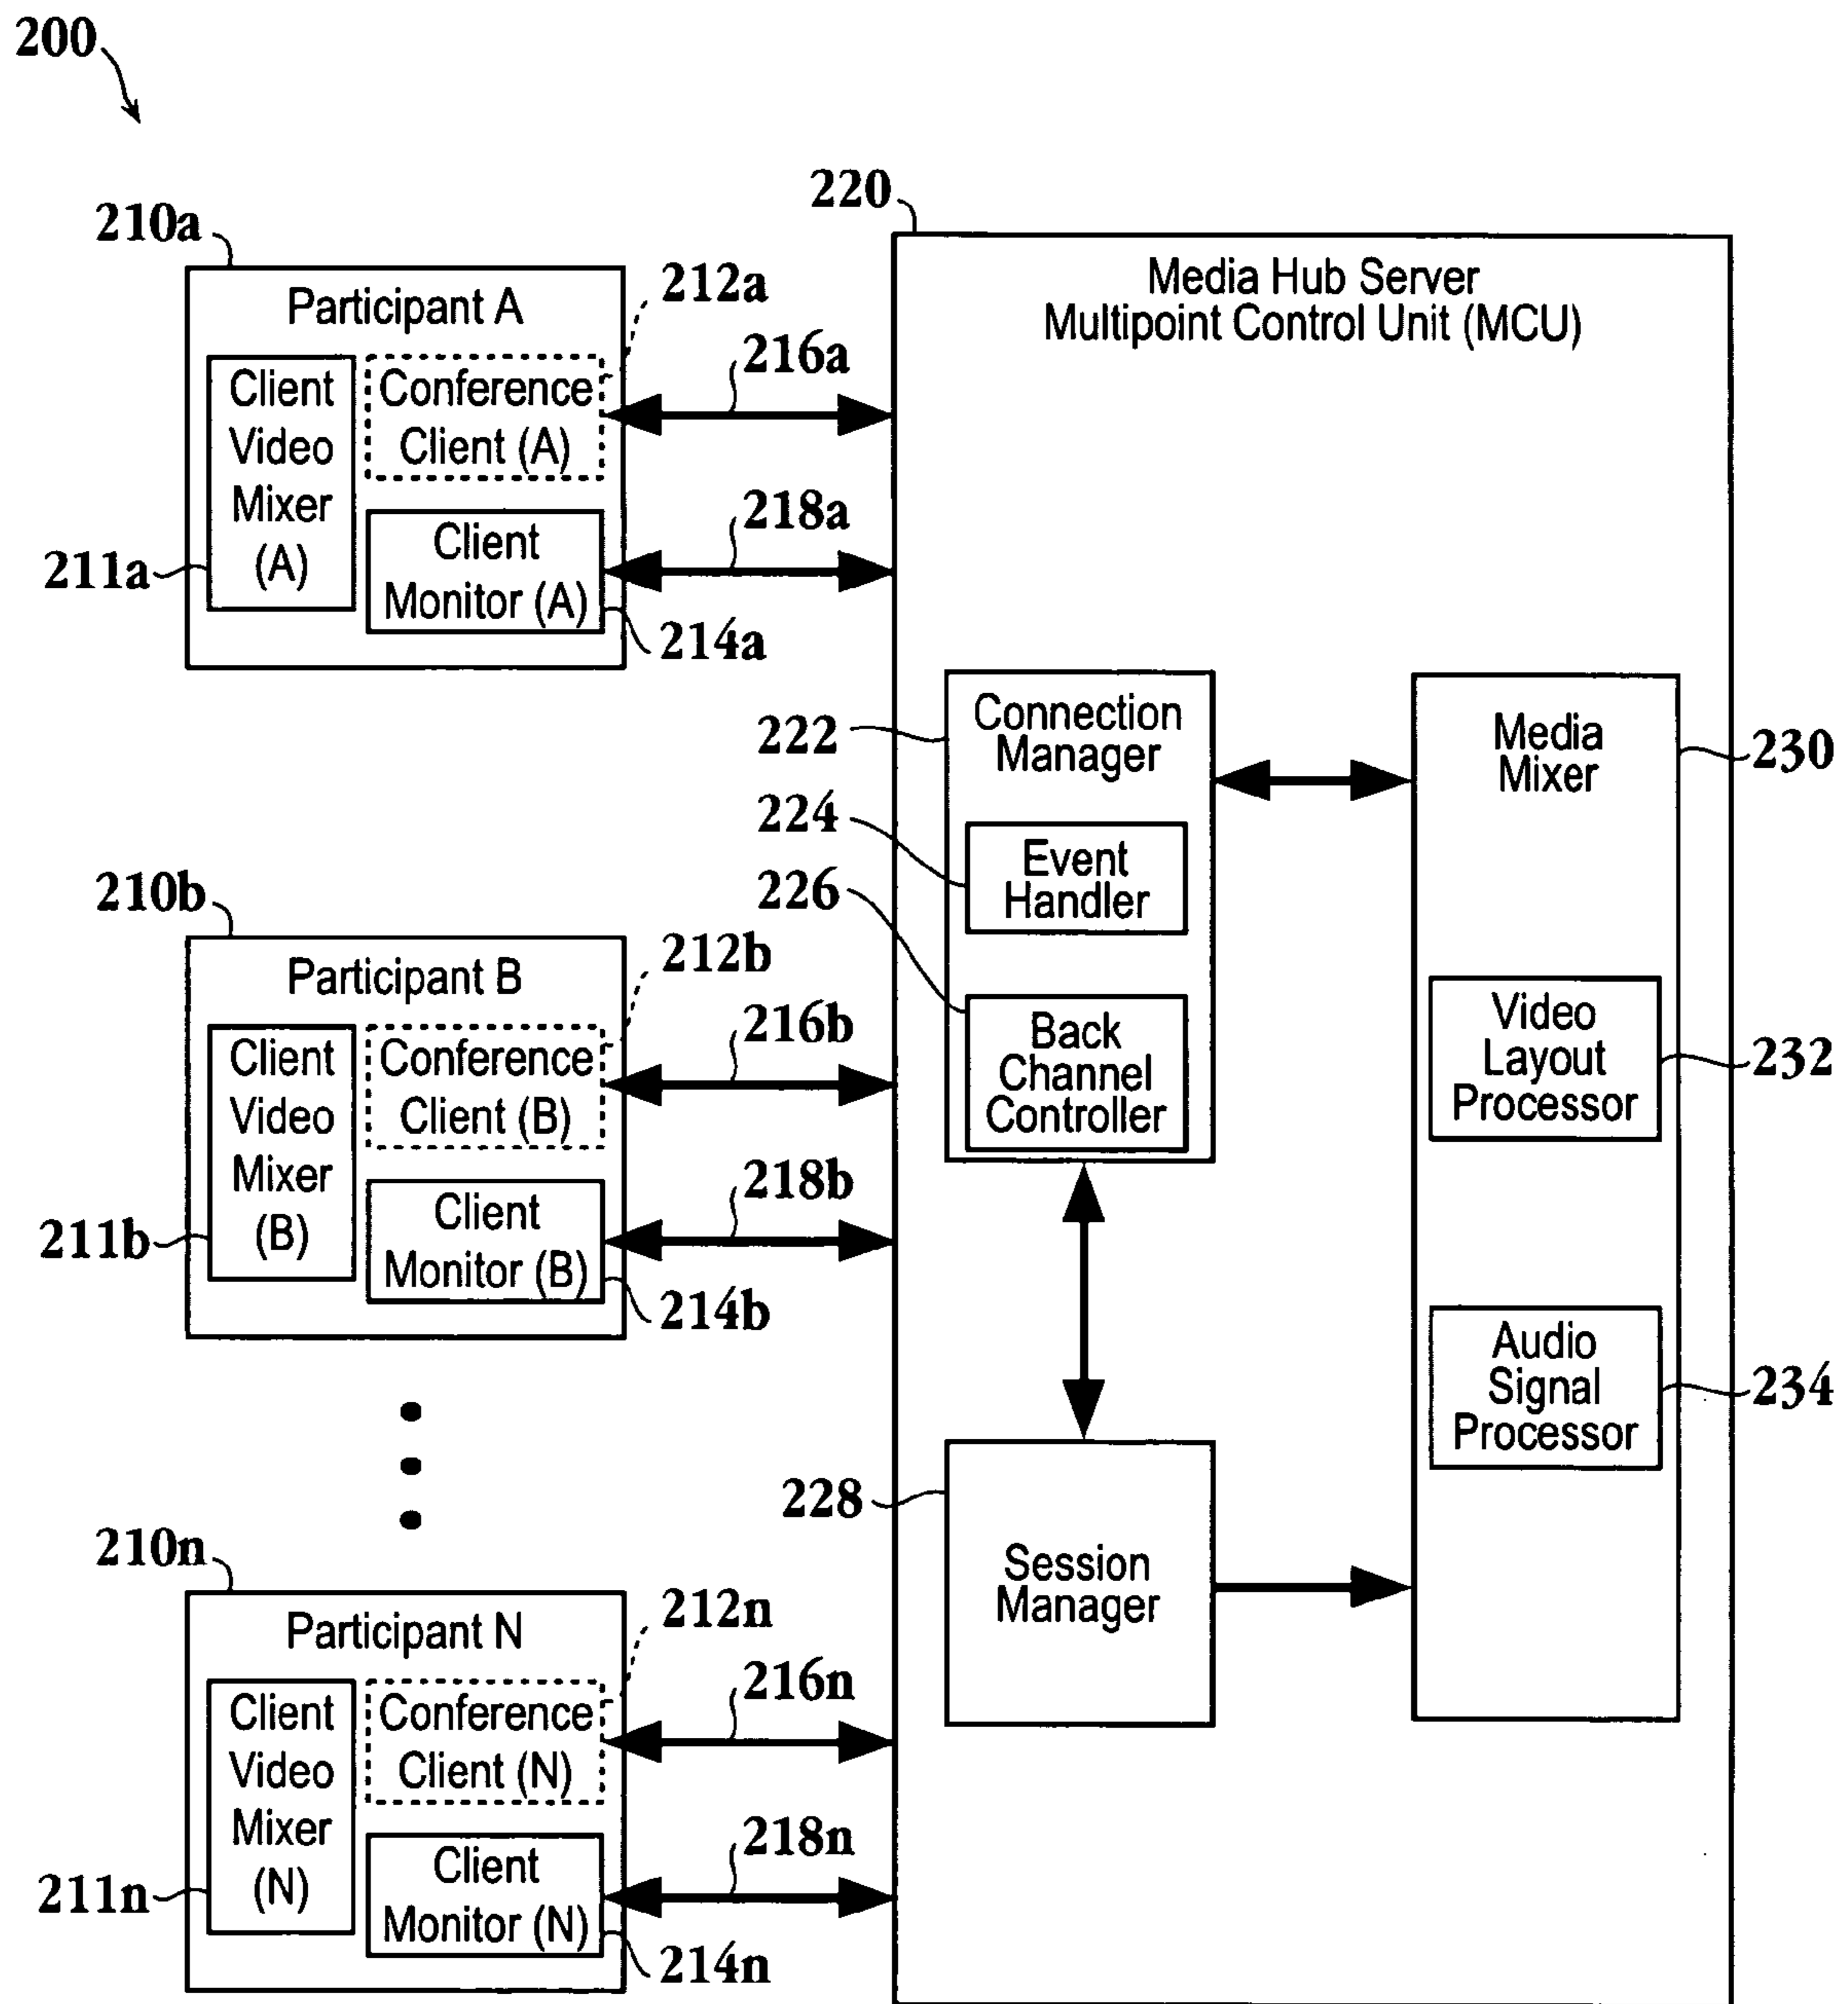 200
210a
Participant A
212a
Client
Video
Mixer
(A)
Conference
Client (A)
216a
218a
211a
Client
Monitor (A)
214a
210b
Participant B
212b
Client
Video
Mixer
(B)
Conference
Client (B)
216b
218b
211b
Client
Monitor (B)
214b
210n
Participant N
212n
Client
Video
Mixer
(N)
Conference
Client (N)
216n
218n
211n
Client
Monitor (N)
214n
220
Media Hub Server
Multipoint Control Unit (MCU)
222
Connection
Manager
224
Event
Handler
226
Back
Channel
Controller
228
Session
Manager
Media
Mixer
230
Video
Layout
Processor
232
Audio
Signal
Processor
234